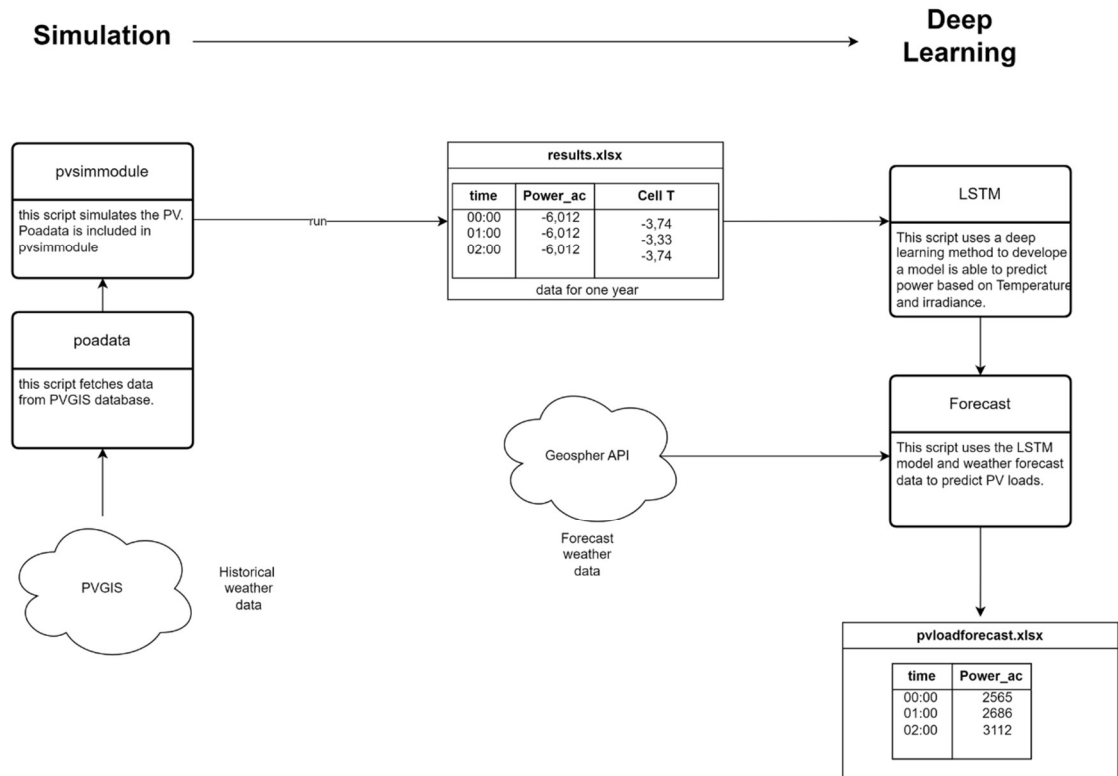 Simulation
Deep
Learning
pvsimmodule
this script simulates the PV.
Poadata is included in
pvsimmodule
run
results.xlsx
time Power_ac Cell T
00:00 -6,012 -3,74
01:00 -6,012 -3,33
02:00 -6,012 -3,74
data for one year
LSTM
This script uses a deep
learning method to develope
a model is able to predict
power based on Temperature
and irradiance.
poadata
this script fetches data
from PVGIS database.
Geospher API
Forecast
weather
data
Forecast
This script uses the LSTM
model and weather forecast
data to predict PV loads.
PVGIS
Historical
weather
data
pvloadforecast.xlsx
time Power_ac
00:00 2565
01:00 2686
02:00 3112